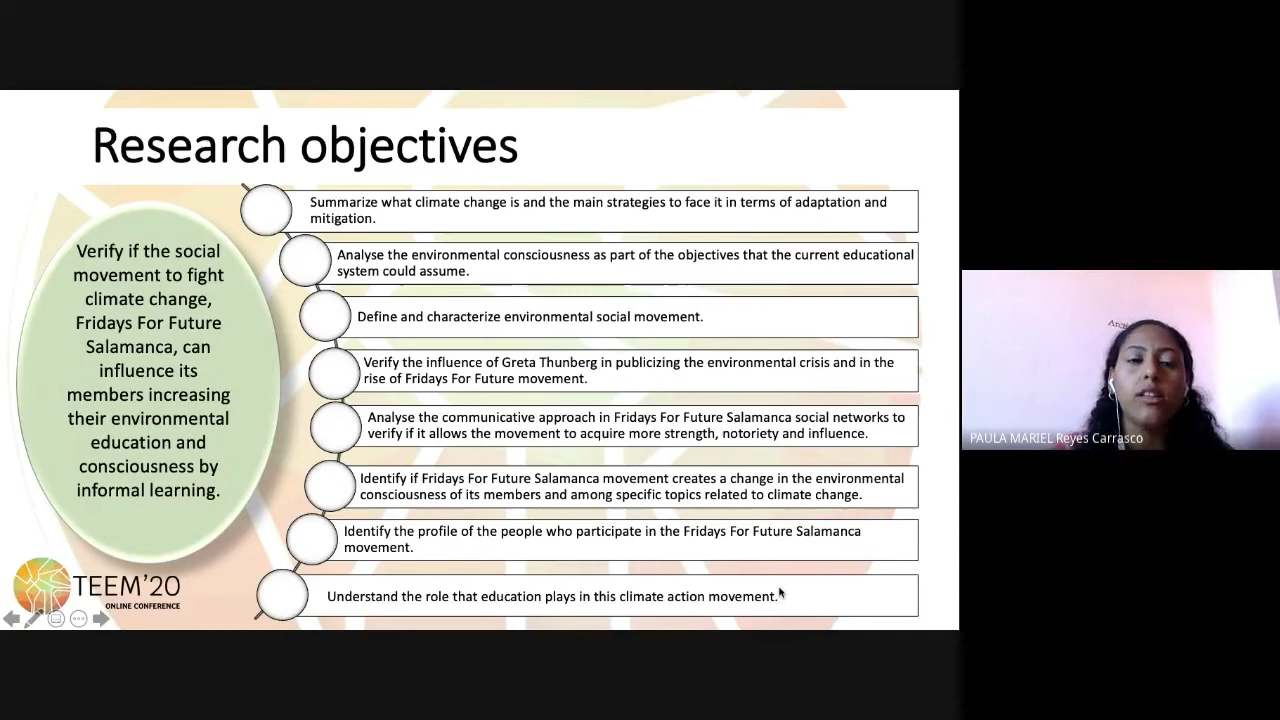 Research objectives
Verify if the social
movement to fight
climate change,
Fridays For Future
Salamanca, can
influence its
members increasing
their environmental
education and
consciousness by
informal learning.
Summarize what climate change is and the main strategies to face it in terms of adaptation and
mitigation.
Analyse the environmental consciousness as part of the objectives that the current educational
system could assume.
Define and characterize environmental social movement.
Verify the influence of Greta Thunberg in publicizing the environmental crisis and in the
rise of Fridays For Future movement.
Analyse the communicative approach in Fridays For Future Salamanca social networks to
verify if it allows the movement to acquire more strength, notoriety and influence.
Identify if Fridays For Future Salamanca movement creates a change in the environmental
consciousness of its members and among specific topics related to climate change.
Identify the profile of the people who participate in the Fridays For Future Salamanca
movement.
Understand the role that education plays in this climate action movement.
TEEM'20
ONLINE CONFERENCE
PAULA MARIEL Reyes Carrasco